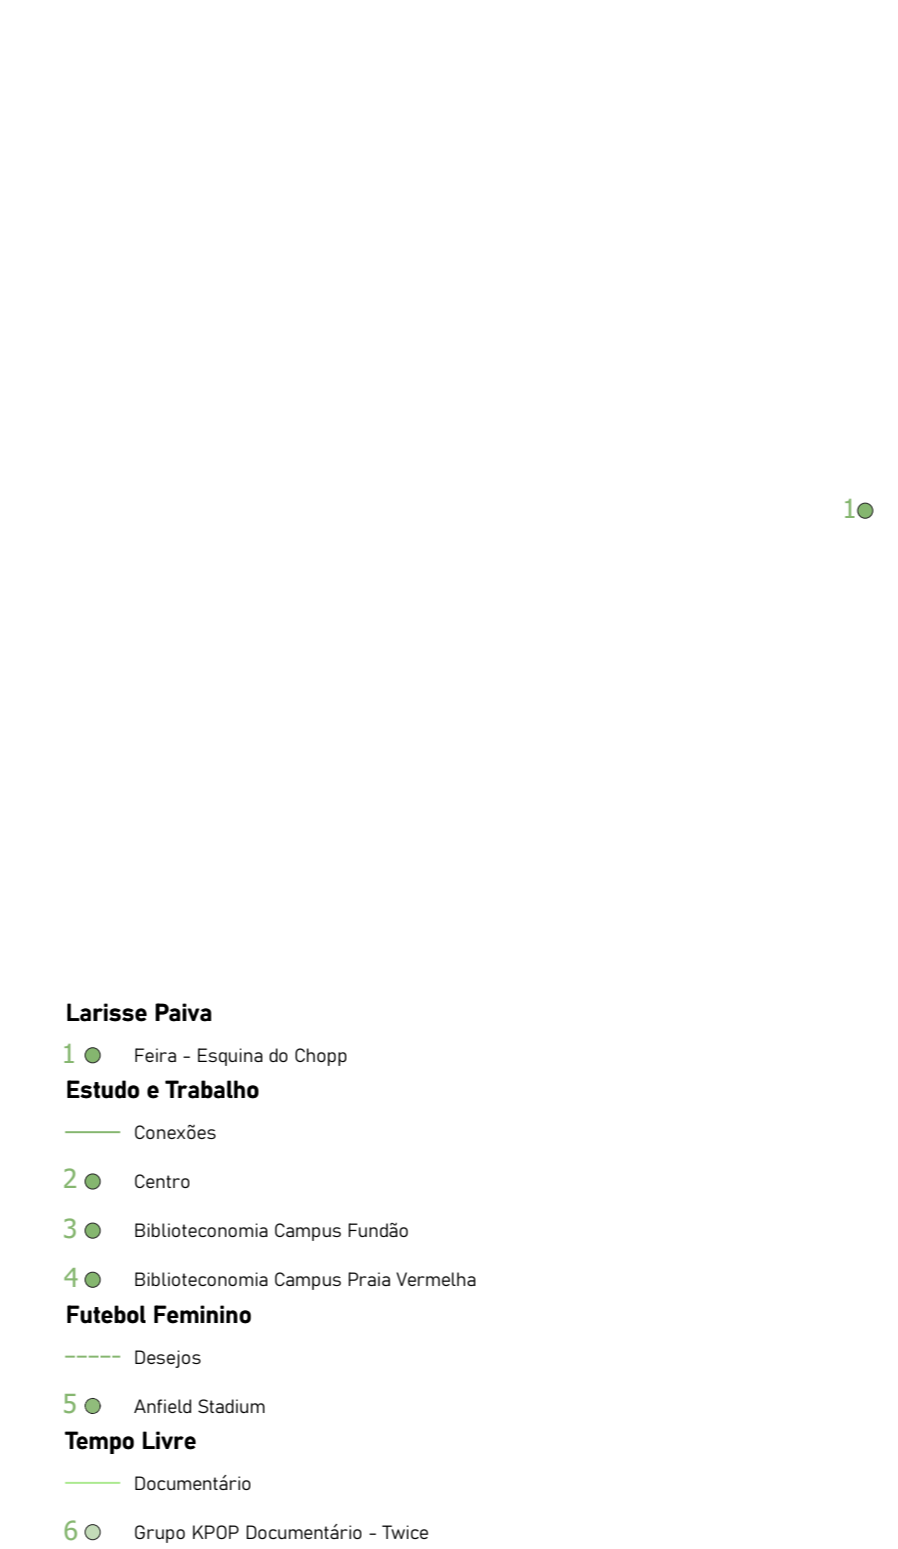 1
Larisse Paiva
1 Feira - Esquina do Chopp
Estudo e Trabalho
Conexões
2 Centro
3 Biblioteconomia Campus Fundão
4 Biblioteconomia Campus Praia Vermelha
Futebol Feminino
Desejos
5 Anfield Stadium
Tempo Livre
Documentário
6 Grupo KPOP Documentário - Twice